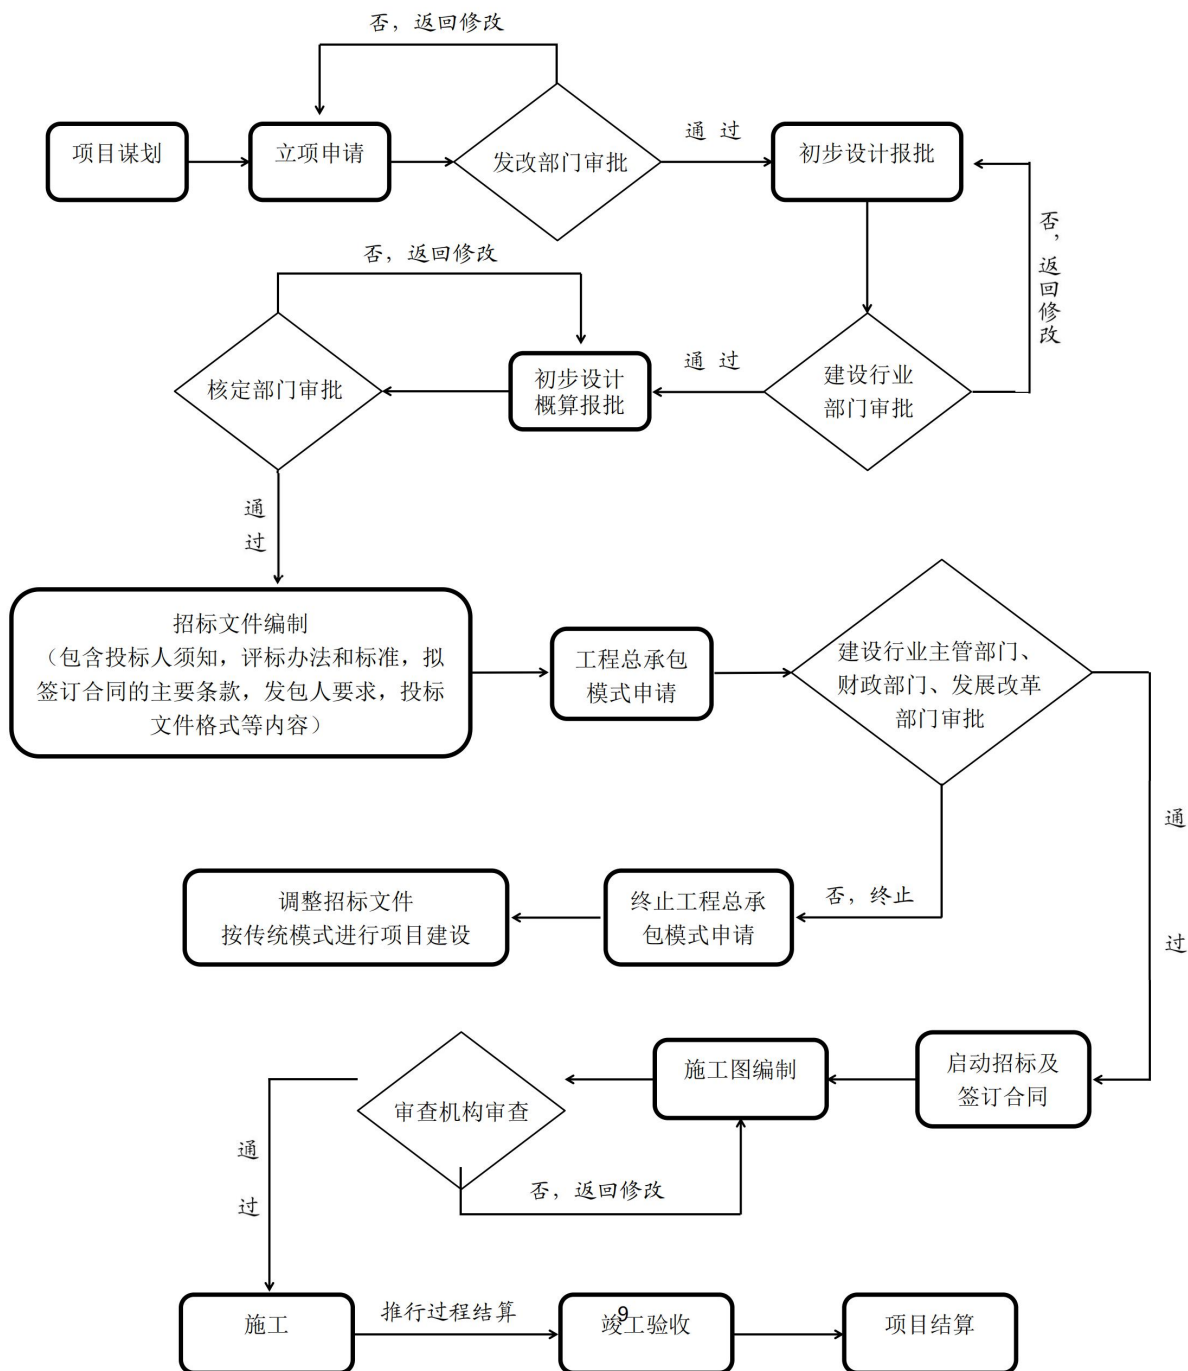 否，返回修改
项目谋划
立项申请
发改部门审批
通 过
初步设计报批
否，返回修改
否，返回修改
核定部门审批
初步设计
概算报批
通 过
建设行业
部门审批
通
过
招标文件编制
（包含投标人须知，评标办法和标准，拟
签订合同的主要条款，发包人要求，投标
文件格式等内容）
工程总承包
模式申请
建设行业主管部门、
财政部门、发展改革
部门审批
通
过
否，终止
终止工程总承
包模式申请
调整招标文件
按传统模式进行项目建设
启动招标及
签订合同
施工图编制
审查机构审查
否，返回修改
通
过
施工
推行过程结算
竣工验收
9
项目结算